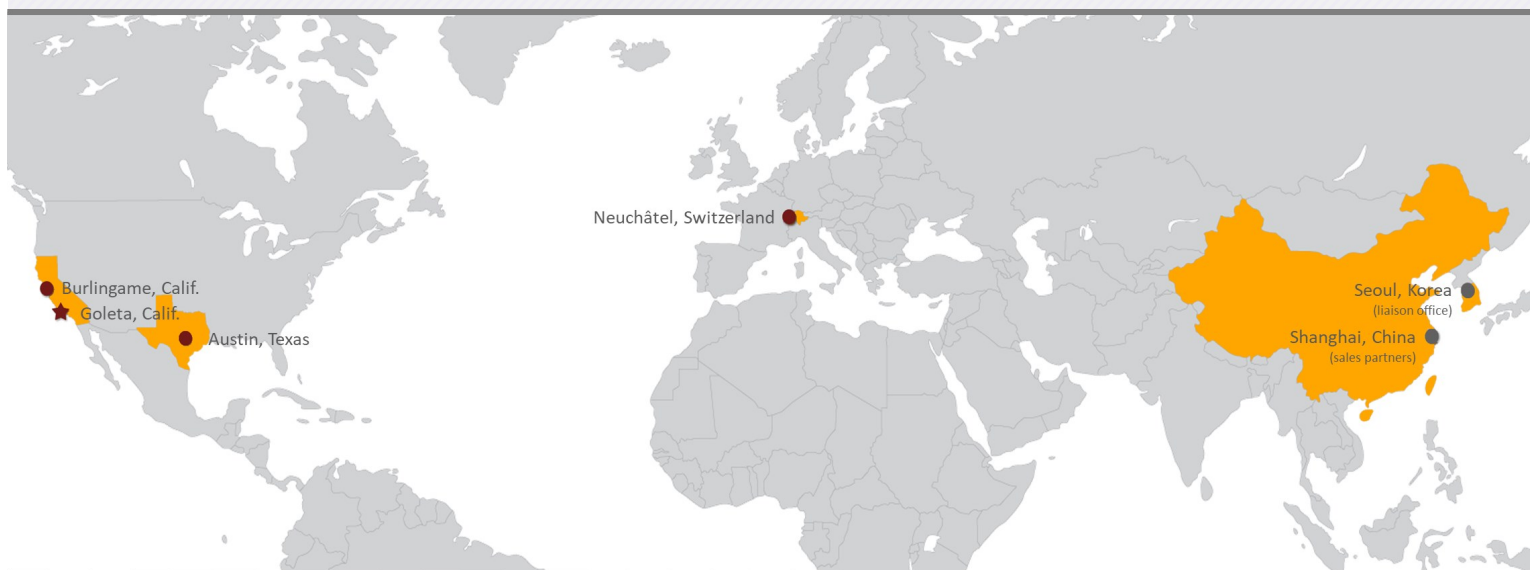 Neuchâtel, Switzerland
Burlingame, Calif.
Goleta, Calif.
Austin, Texas
Seoul, Korea
(liaison office)
Shanghai, China
(sales partners)